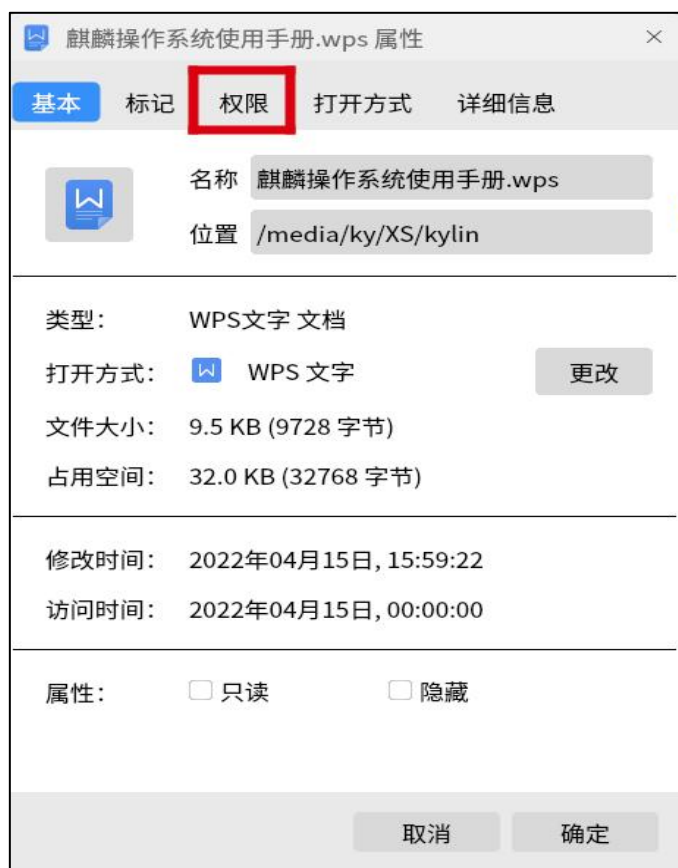 麒麟操作系统使用手册.wps 属性
基本 标记 权限 打开方式 详细信息
名称 麒麟操作系统使用手册.wps
位置 /media/ky/XS/kylin
类型： WPS文字 文档
打开方式： WPS 文字 更改
文件大小： 9.5 KB (9728 字节)
占用空间： 32.0 KB (32768 字节)
修改时间： 2022年04月15日, 15:59:22
访问时间： 2022年04月15日, 00:00:00
属性： 只读 隐藏
取消 确定